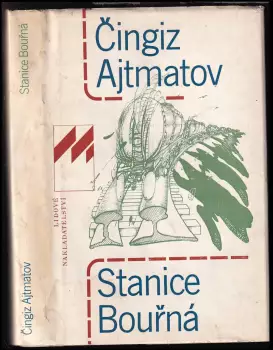 Stanice Bouřná
Čingiz Ajtmatov
Čingiz
Ajtmatov
LIDOVÉ
NAKLADATELSTVÍ
Stanice
Bouřná